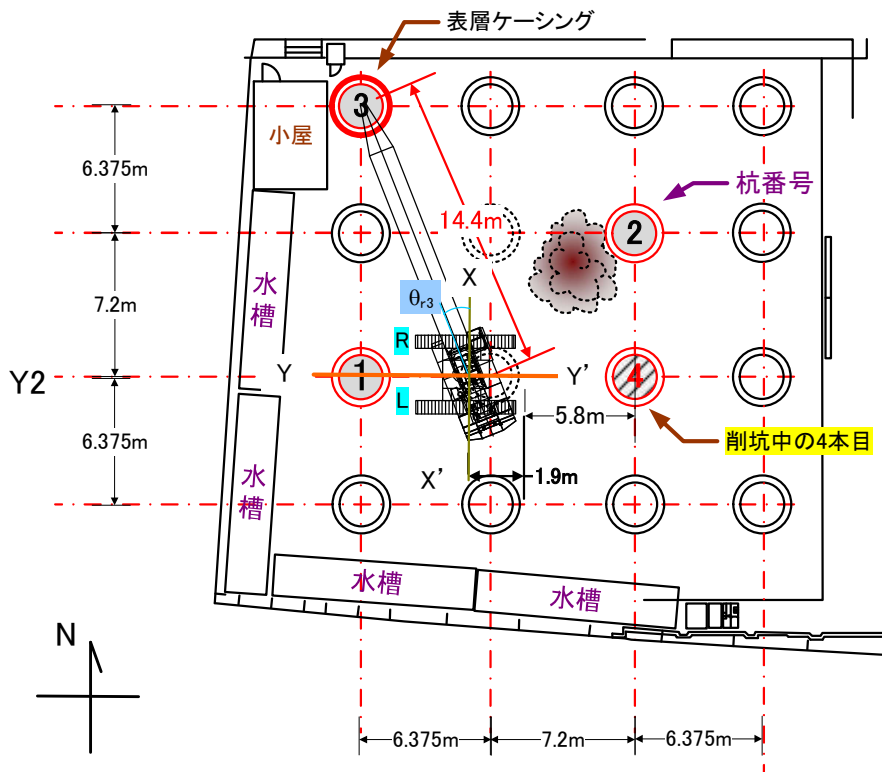 表層ケーシング
3
小屋
6.375m
14.4m
杭番号
2
水槽
X
θr3
7.2m
R
Y
1
Y'
4
Y2
L
5.8m
削坑中の4本目
6.375m
X'
1.9m
水槽
水槽
水槽
N
6.375m
7.2m
6.375m